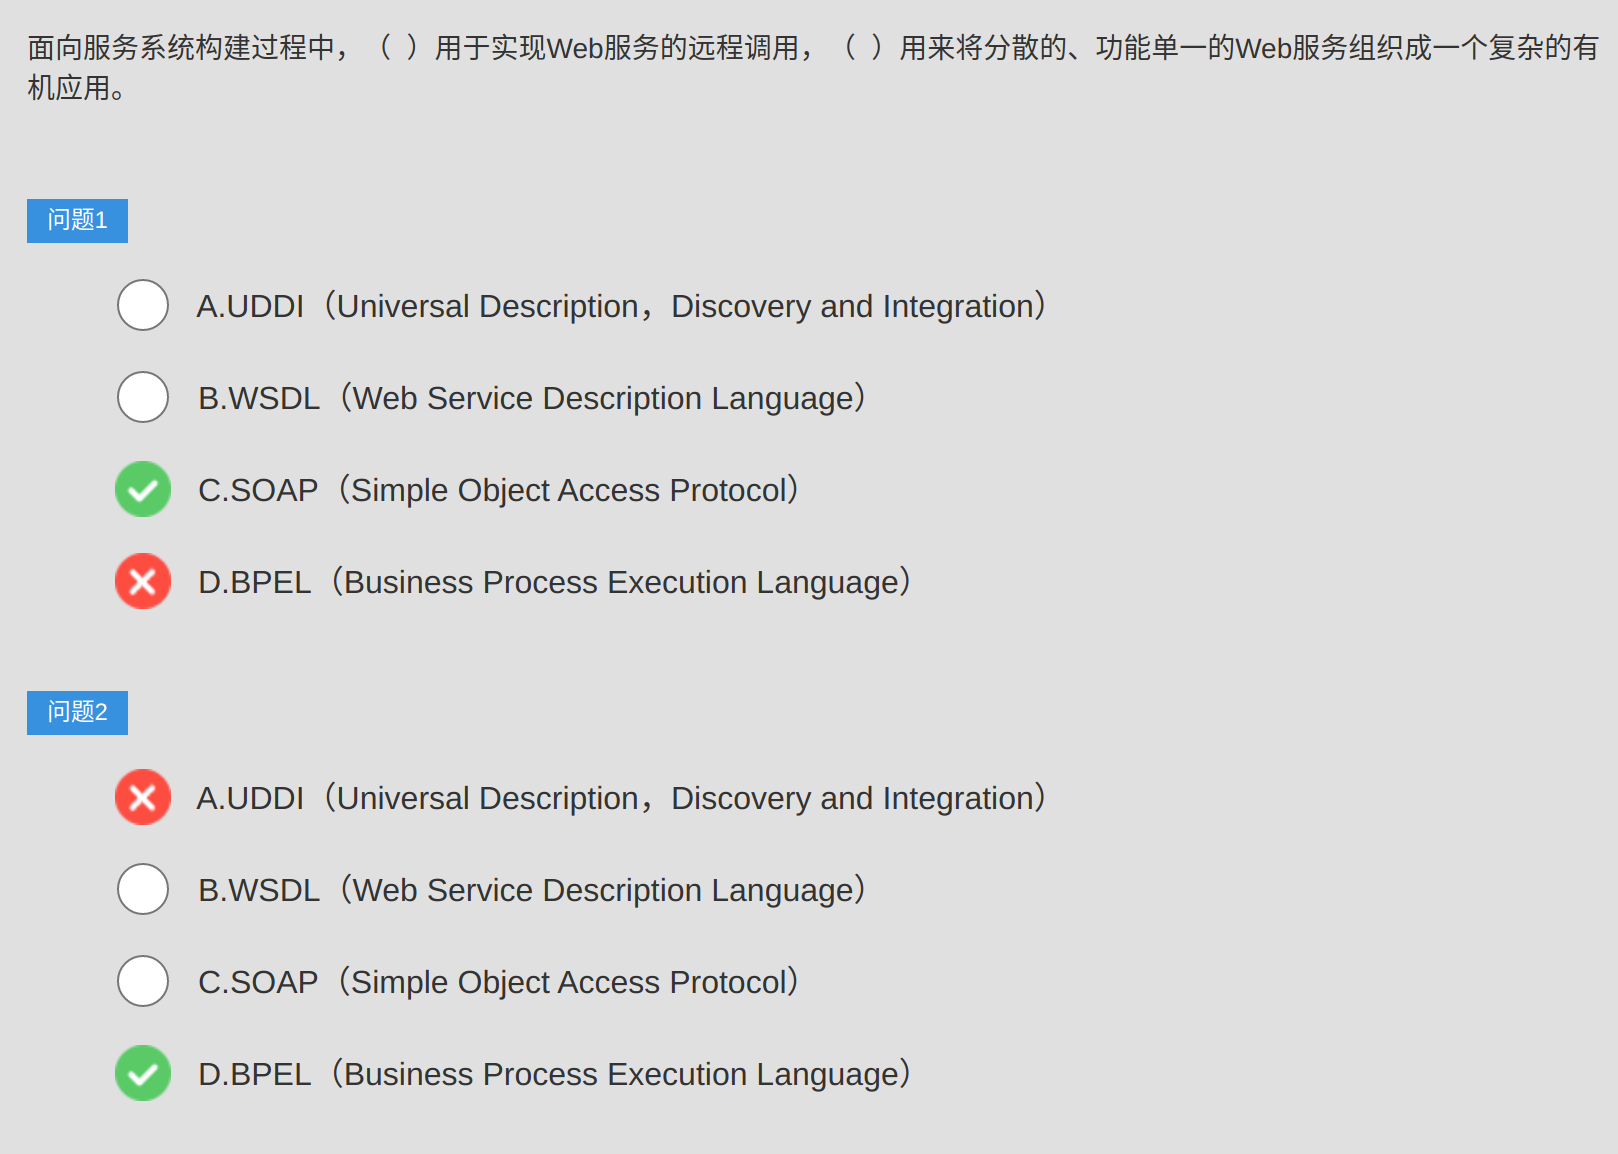 面向服务系统构建过程中，（ ）用于实现Web服务的远程调用，（ ）用来将分散的、功能单一的Web服务组织成一个复杂的有
机应用。
问题1
A.UDDI（Universal Description，Discovery and Integration）
B.WSDL（Web Service Description Language）
C.SOAP（Simple Object Access Protocol）
D.BPEL（Business Process Execution Language）
问题2
A.UDDI（Universal Description，Discovery and Integration）
B.WSDL（Web Service Description Language）
C.SOAP（Simple Object Access Protocol）
D.BPEL（Business Process Execution Language）